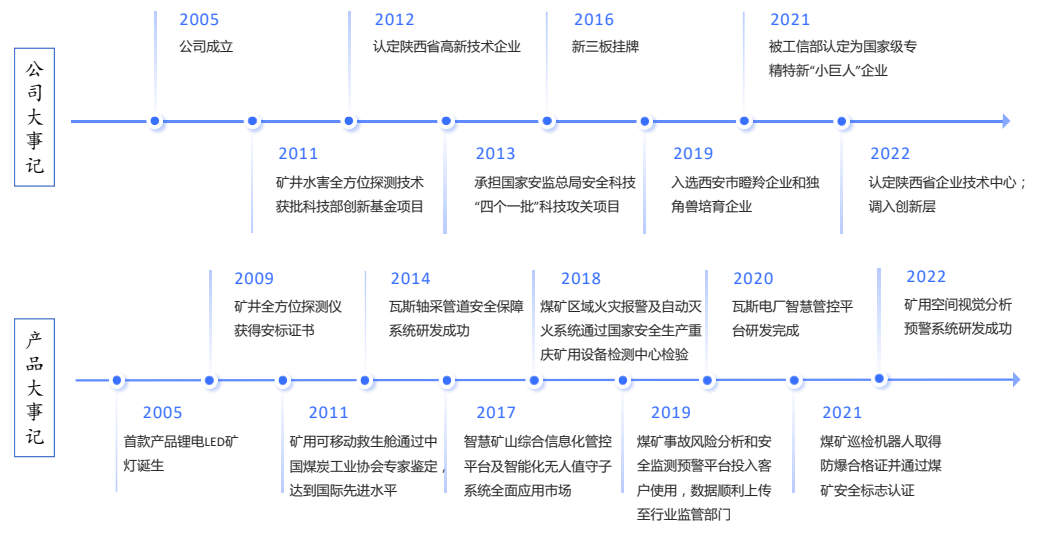 公司大事记
2005
公司成立
2012
认定陕西省高新技术企业
2016
新三板挂牌
2021
被工信部认定为国家级专
精特新“小巨人”企业
2011
矿井水害全方位探测技术
获批科技部创新基金项目
2013
承担国家安监总局安全科技
“四个一批”科技攻关项目
2019
入选西安市瞪羚企业和独
角兽培育企业
2022
认定陕西省企业技术中心；
调入创新层
产品大事记
2009
矿井全方位探测仪
获得安标证书
2014
瓦斯轴采管道安全保障
系统研发成功
2018
煤矿区域火灾报警及自动灭
火系统通过国家安全生产重
庆矿用设备检测中心检验
2020
瓦斯电厂智慧管控平
台研发完成
2022
矿用空间视觉分析
预警系统研发成功
2005
首款产品锂电LED矿
灯诞生
2011
矿用可移动救生舱通过中
国煤炭工业协会专家鉴定，
达到国际先进水平
2017
智慧矿山综合信息化管控
平台及智能化无人值守子
系统全面应用市场
2019
煤矿事故风险分析和安
全监测预警平台投入客
户使用，数据顺利上传
至行业监管部门
2021
煤矿巡检机器人取得
防爆合格证并通过煤
矿安全标志认证